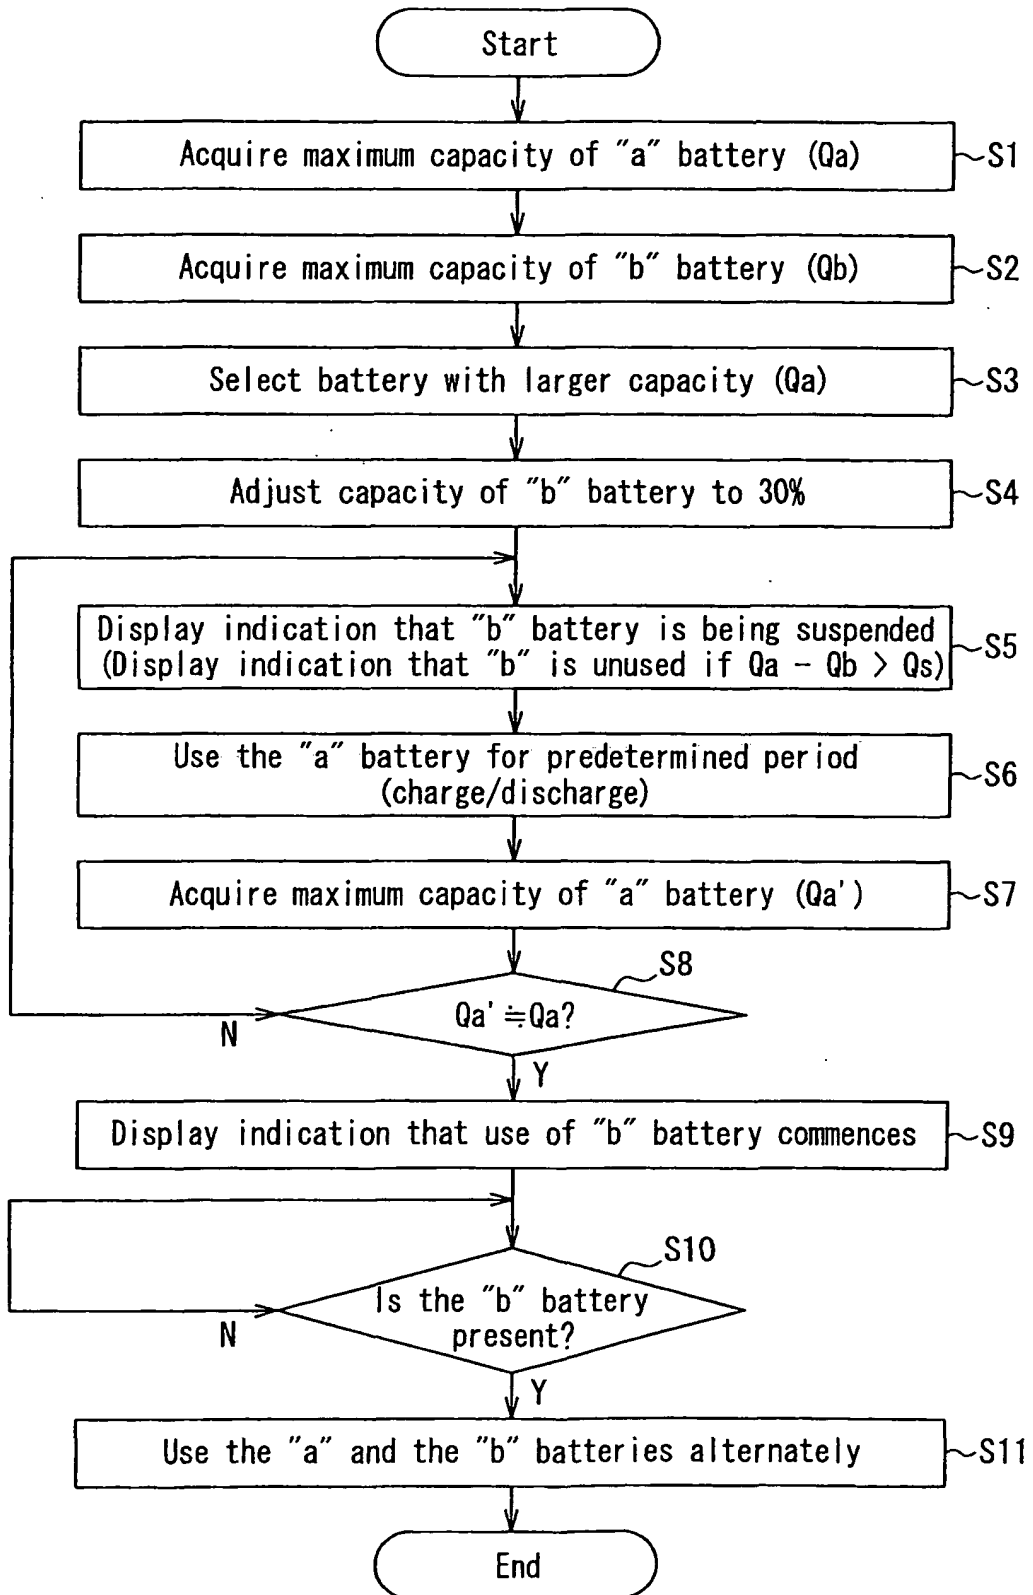 Start
Acquire maximum capacity of "a" battery (Qa)
S1
Acquire maximum capacity of "b" battery (Qb)
S2
Select battery with larger capacity (Qa)
S3
Adjust capacity of "b" battery to 30%
S4
Display indication that "b" battery is being suspended
(Display indication that "b" is unused if Qa - Qb > Qs)
S5
Use the "a" battery for predetermined period
(charge/discharge)
S6
Acquire maximum capacity of "a" battery (Qa')
S7
S8
Qa' ≒Qa?
N
Y
Display indication that use of "b" battery commences
S9
S10
Is the "b" battery
present?
N
Y
Use the "a" and the "b" batteries alternately
S11
End